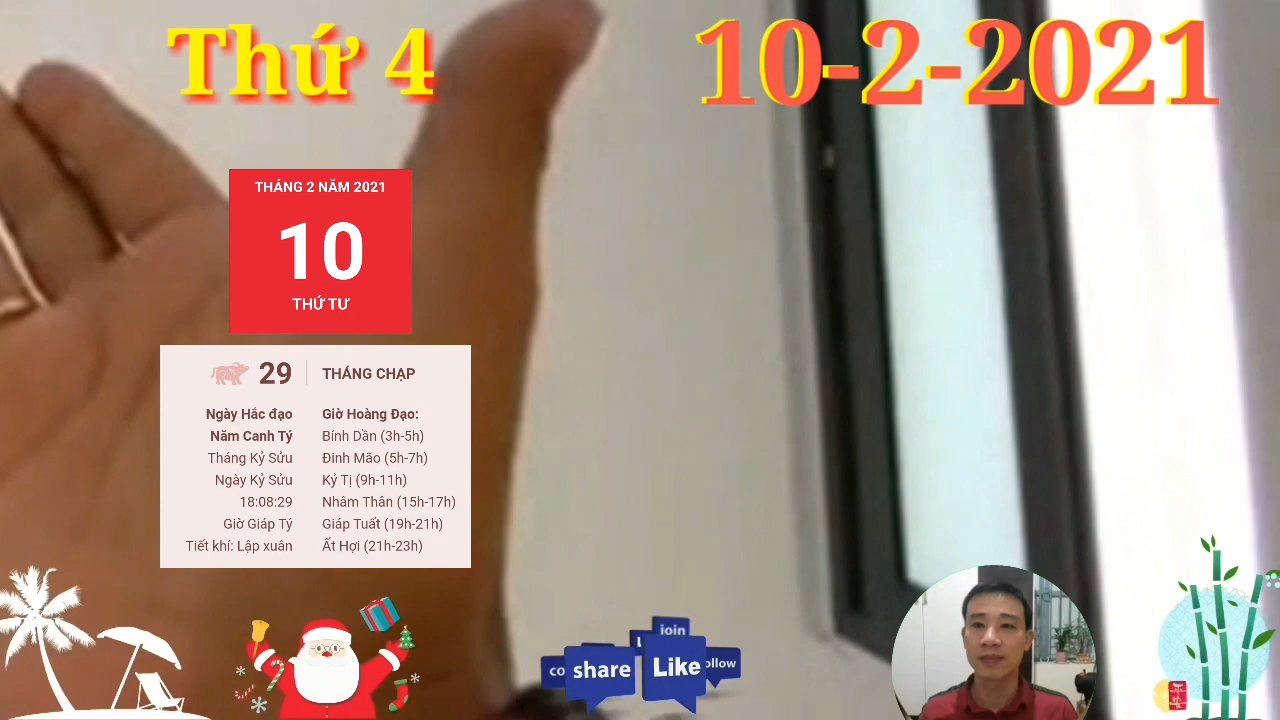 Thứ 4
10-2-2021
THÁNG 2 NĂM 2021
10
THỨ TƯ
29
THÁNG CHẠP
Ngày Hắc đạo
Năm Canh Tý
Tháng Kỷ Sửu
Ngày Kỷ Sửu
18:08:29
Giờ Giáp Tý
Tiết khí: Lập xuân
Giờ Hoàng Đạo:
Bính Dần (3h-5h)
Đinh Mão (5h-7h)
Kỷ Tị (9h-11h)
Nhâm Thân (15h-17h)
Giáp Tuất (19h-21h)
Ất Hợi (21h-23h)
join
share
Like